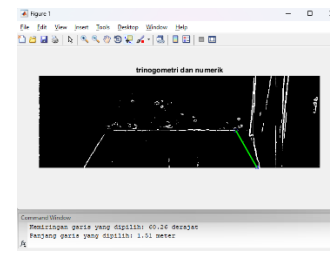 Figure 1
File Edit View Insert Tools Desktop Window Help
trinogometri dan numerik
Command Window
Kemiringan garis yang dipilih: 60.26 derajat
Panjang garis yang dipilih: 1.51 meter
fx